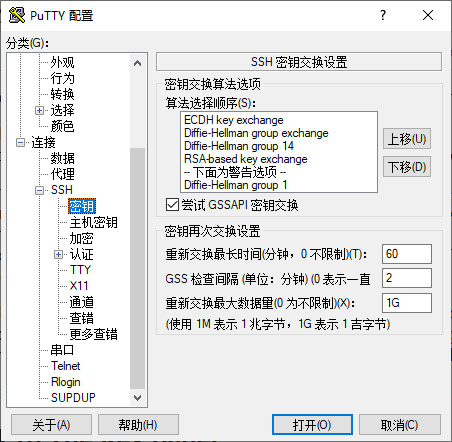 PuTTY 配置
分类(G):
外观
行为
转换
选择
颜色
连接
数据
代理
SSH
密钥
主机密钥
加密
认证
TTY
X11
通道
查错
更多查错
串口
Telnet
Rlogin
SUPDUP
SSH 密钥交换设置
密钥交换算法选项
算法选择顺序(S):
ECDH key exchange
Diffie-Hellman group exchange
Diffie-Hellman group 14
RSA-based key exchange
-- 下面为警告选项 --
Diffie-Hellman group 1
上移(U)
下移(D)
尝试 GSSAPI 密钥交换
密钥再次交换设置
重新交换最长时间(分钟，0 不限制)(T): 60
GSS 检查间隔 (单位：分钟) (0 表示一直 2
重新交换最大数据量(0 为不限制)(X): 1G
(使用 1M 表示 1 兆字节，1G 表示 1 吉字节)
关于(A)
帮助(H)
打开(O)
取消(C)